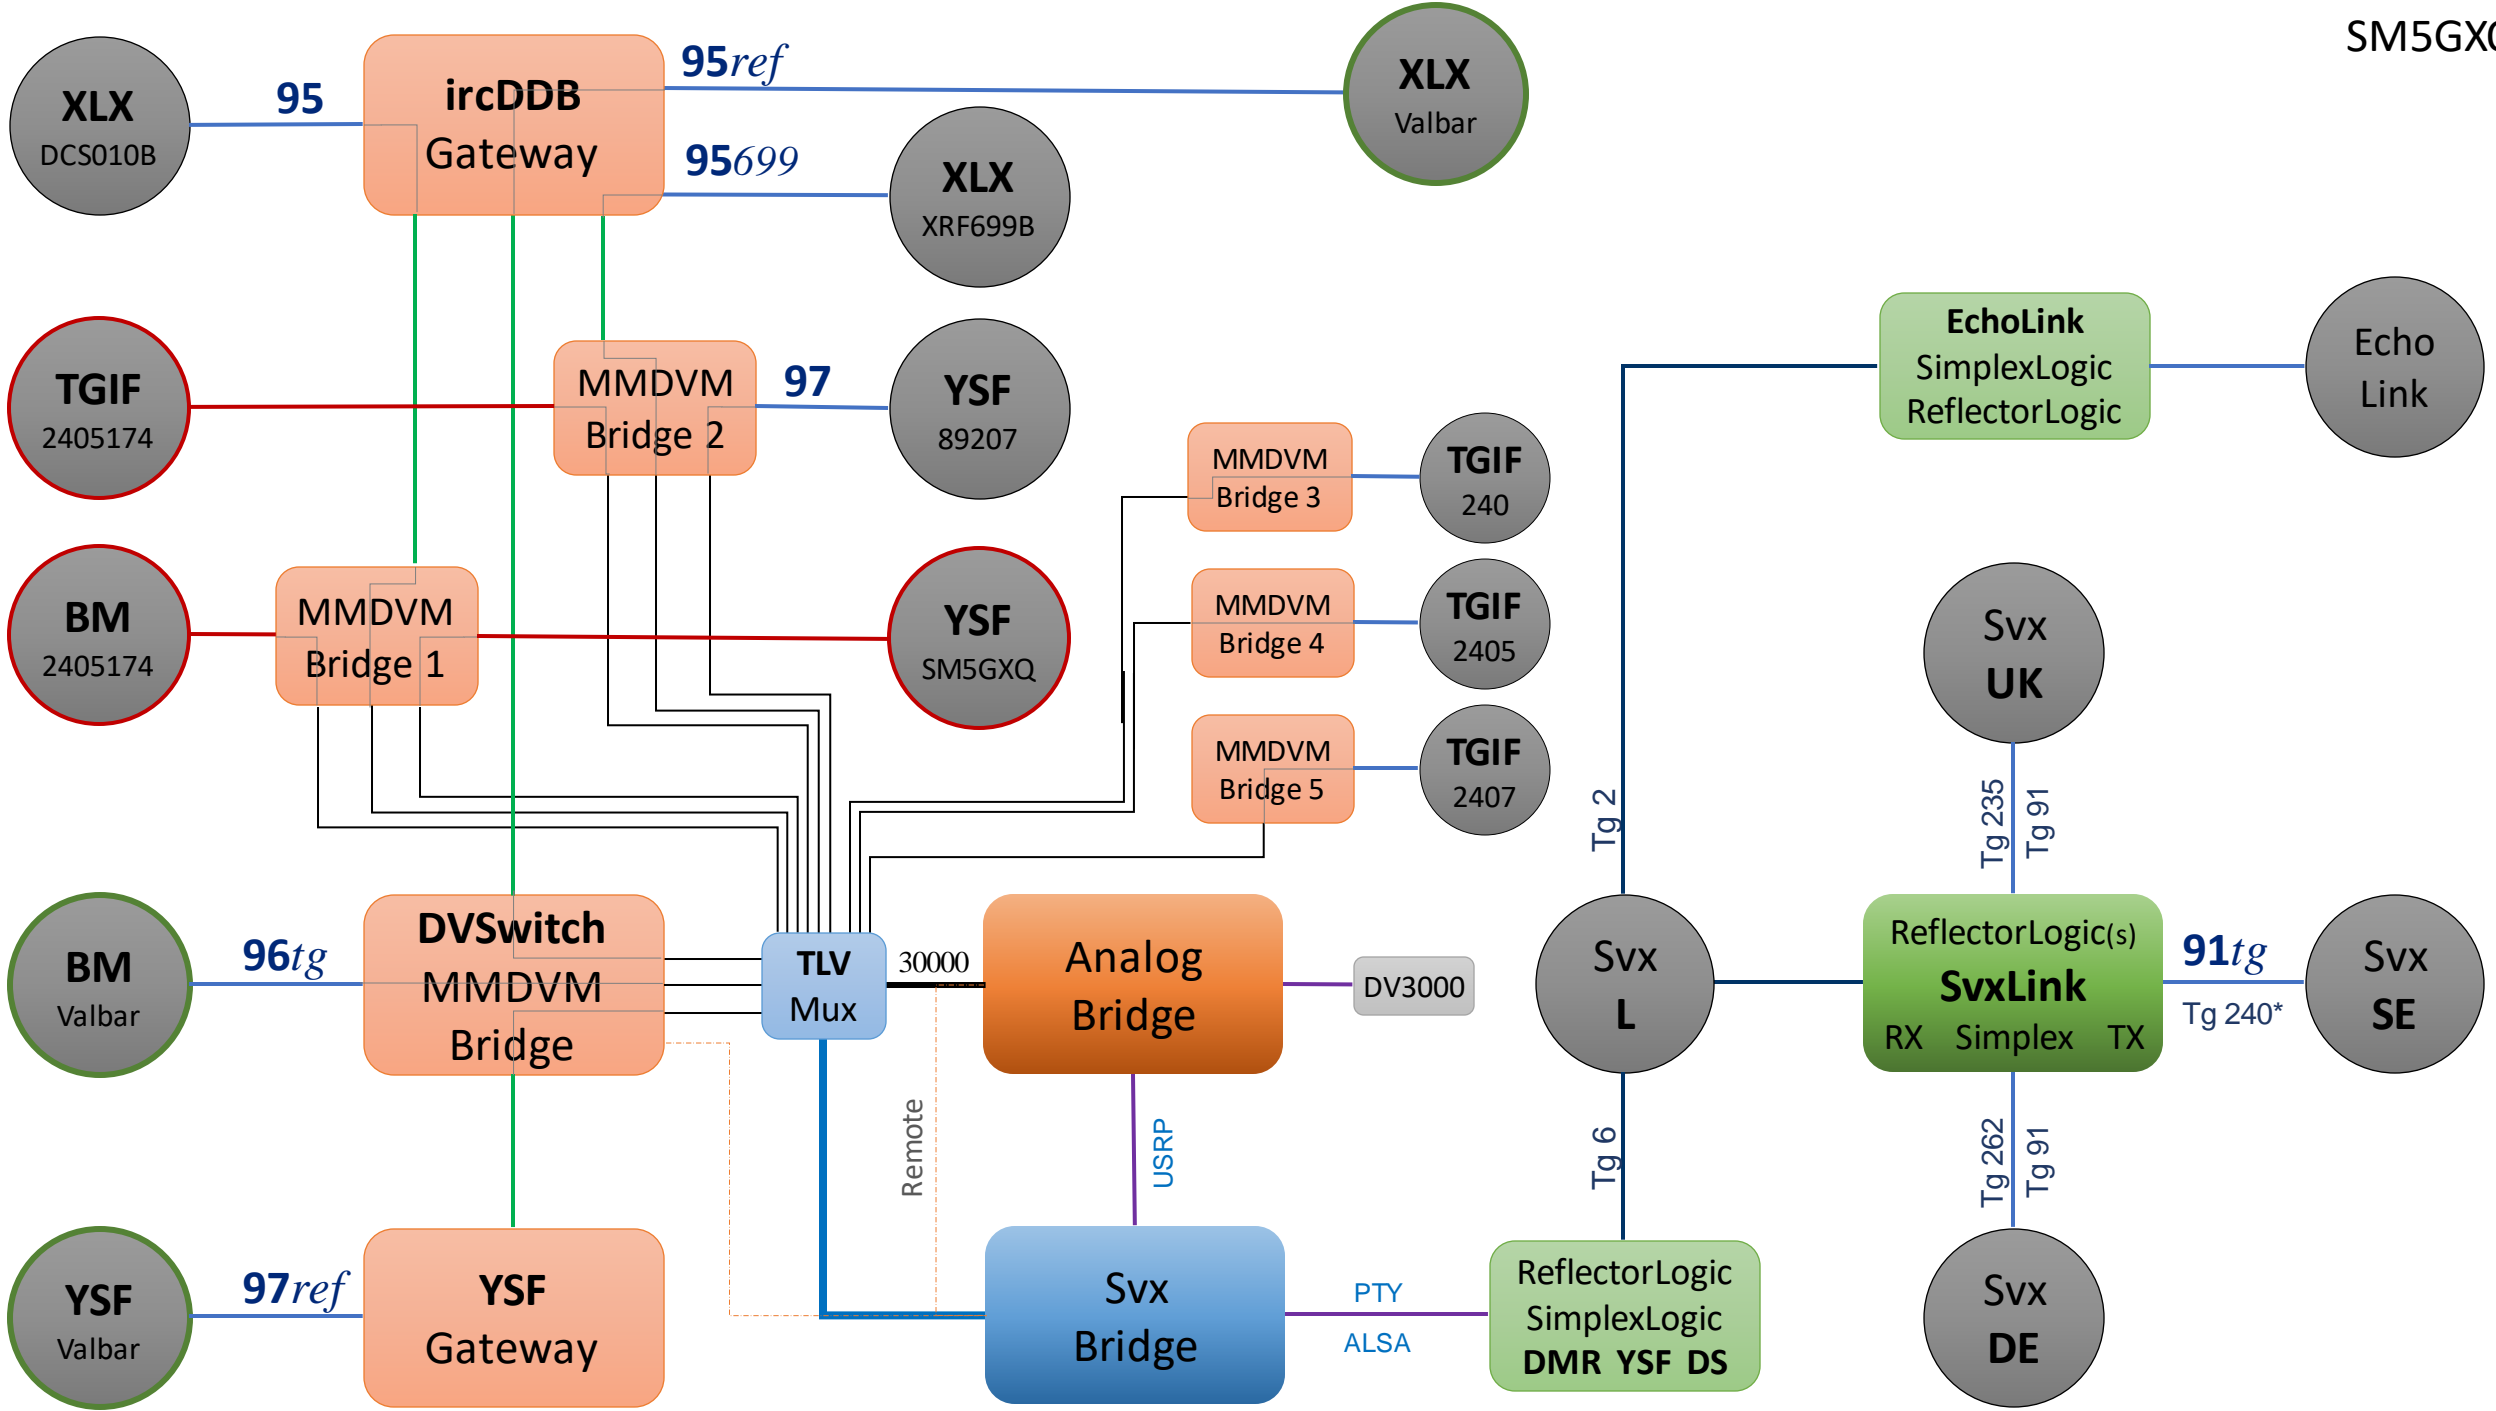 SM5GXQ
XLX
DCS010B
95
ircDDB
Gateway
95ref
95699
XLX
Valbar
XLX
XRF699B
TGIF
2405174
MMDVM
Bridge 2
97
YSF
89207
MMDVM
Bridge 3
TGIF
240
EchoLink
SimplexLogic
ReflectorLogic
Echo
Link
BM
2405174
MMDVM
Bridge 1
YSF
SM5GXQ
MMDVM
Bridge 4
TGIF
2405
Svx
UK
MMDVM
Bridge 5
TGIF
2407
Tg 2
Tg 235
Tg 91
BM
Valbar
96tg
DVSwitch
MMDVM
Bridge
TLV
Mux
30000
Analog
Bridge
DV3000
Svx
L
ReflectorLogic(s)
SvxLink
RX Simplex TX
91tg
Tg 240*
Svx
SE
Remote
USRP
Tg 6
Tg 262
Tg 91
YSF
Valbar
97ref
YSF
Gateway
Svx
Bridge
PTY
ALSA
ReflectorLogic
SimplexLogic
DMR YSF DS
Svx
DE